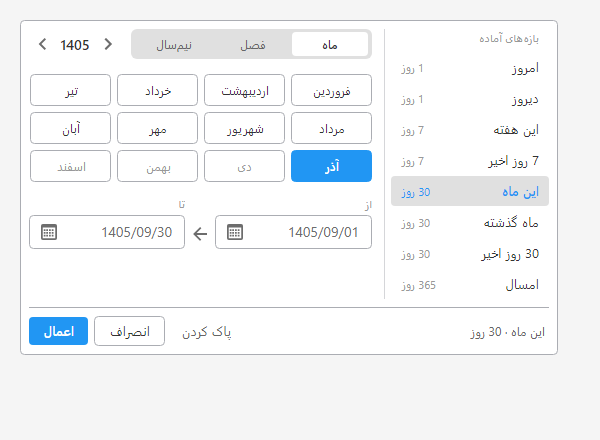 بازه‌های آماده
امروز 1 روز
دیروز 1 روز
این هفته 7 روز
7 روز اخیر 7 روز
این ماه 30 روز
ماه گذشته 30 روز
30 روز اخیر 30 روز
امسال 365 روز
ماه فصل نیم‌سال
1405
فروردین اردیبهشت خرداد تیر
مرداد شهریور مهر آبان
آذر دی بهمن اسفند
از تا
1405/09/01 1405/09/30
این ماه · 30 روز
پاک کردن انصراف اعمال